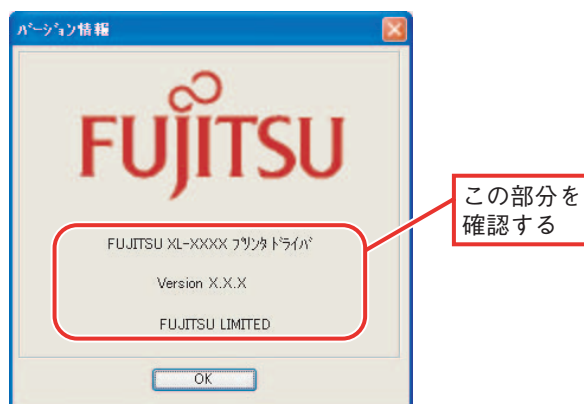 バージョン情報
FUJITSU
FUJITSU XL-XXXX プリンタ ドライバ
Version X.X.X
FUJITSU LIMITED
OK
この部分を
確認する